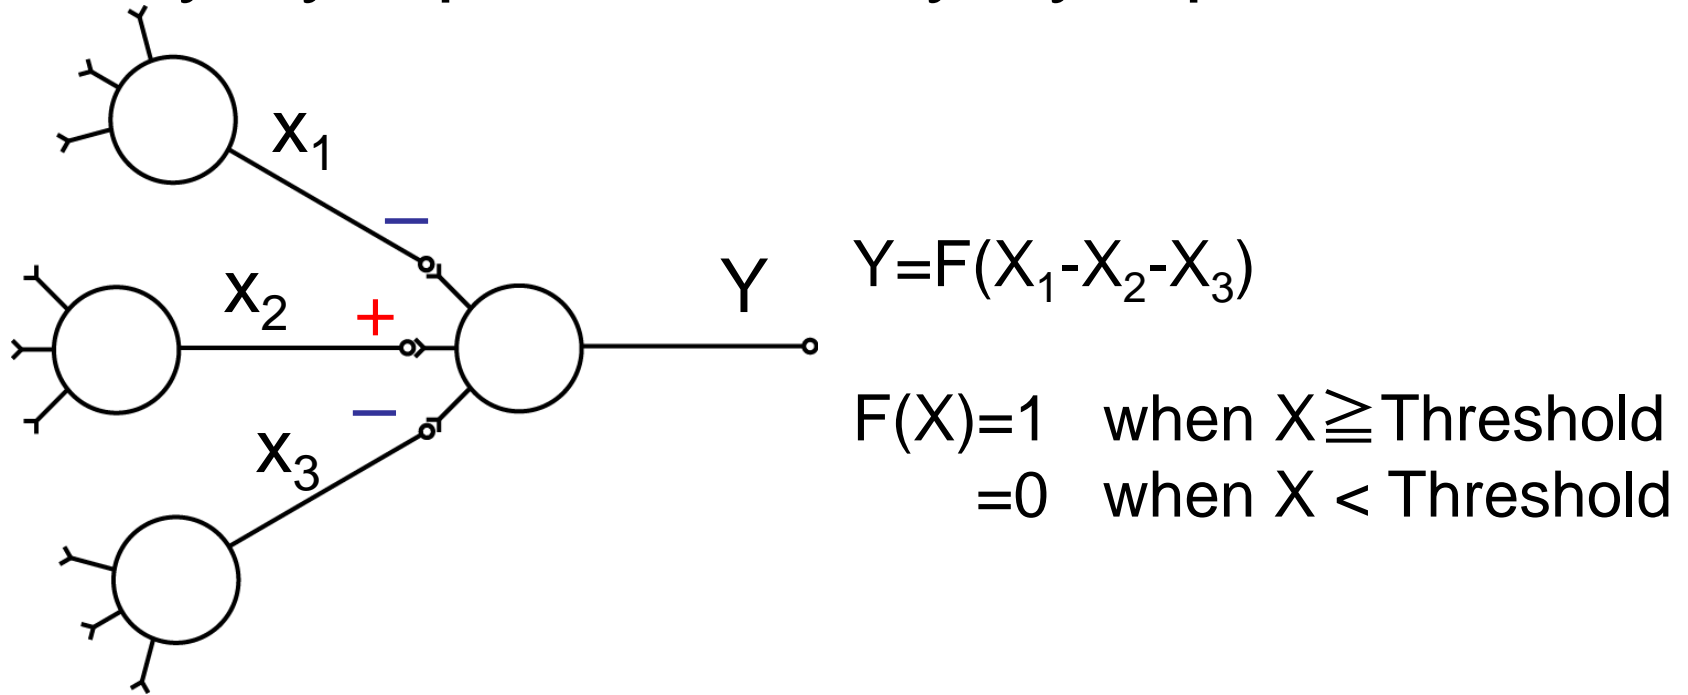 x₁
−
x₂
+
Y
Y=F(X₁-X₂-X₃)
−
x₃
F(X)=1 when X≧Threshold
=0 when X < Threshold